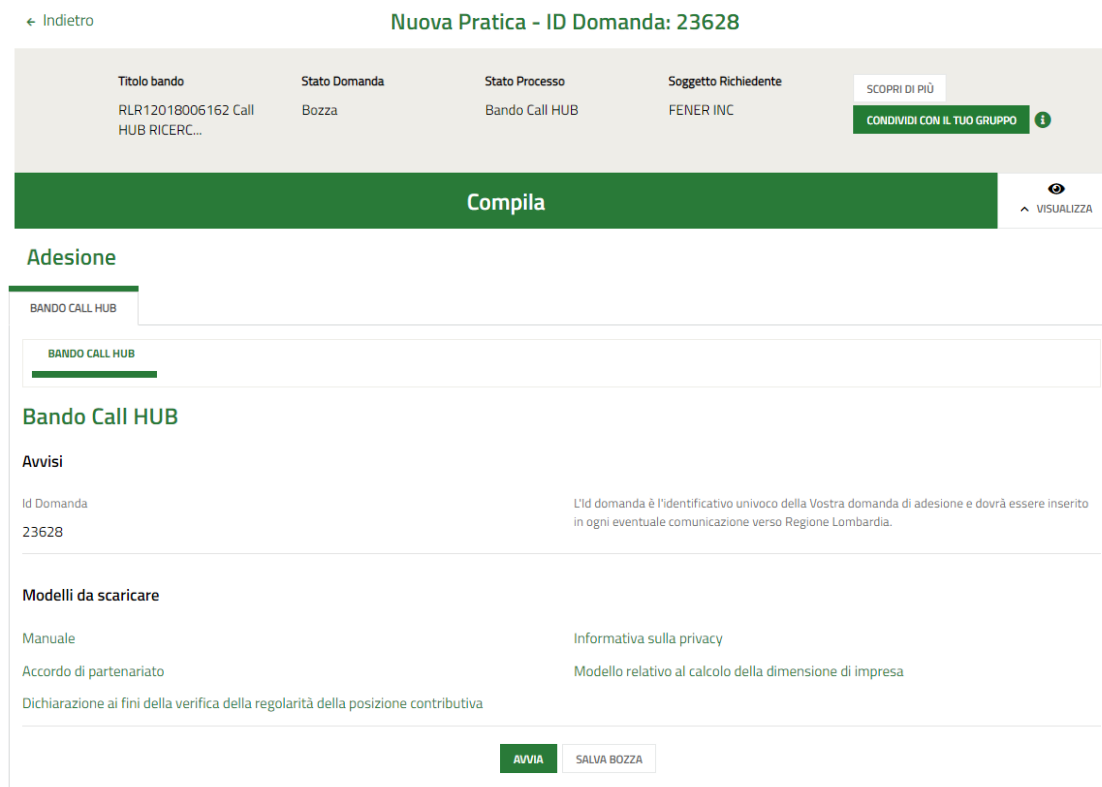 ← Indietro
Nuova Pratica - ID Domanda: 23628
Titolo bando
RLR12018006162 Call
HUB RICERC...
Stato Domanda
Bozza
Stato Processo
Bando Call HUB
Soggetto Richiedente
FENER INC
SCOPRI DI PIÙ
CONDIVIDI CON IL TUO GRUPPO
Compila
VISUALIZZA
Adesione
BANDO CALL HUB
BANDO CALL HUB
Bando Call HUB
Avvisi
Id Domanda
23628
L'Id domanda è l'identificativo univoco della Vostra domanda di adesione e dovrà essere inserito
in ogni eventuale comunicazione verso Regione Lombardia.
Modelli da scaricare
Manuale
Informativa sulla privacy
Accordo di partenariato
Modello relativo al calcolo della dimensione di impresa
Dichiarazione ai fini della verifica della regolarità della posizione contributiva
AVVIA
SALVA BOZZA